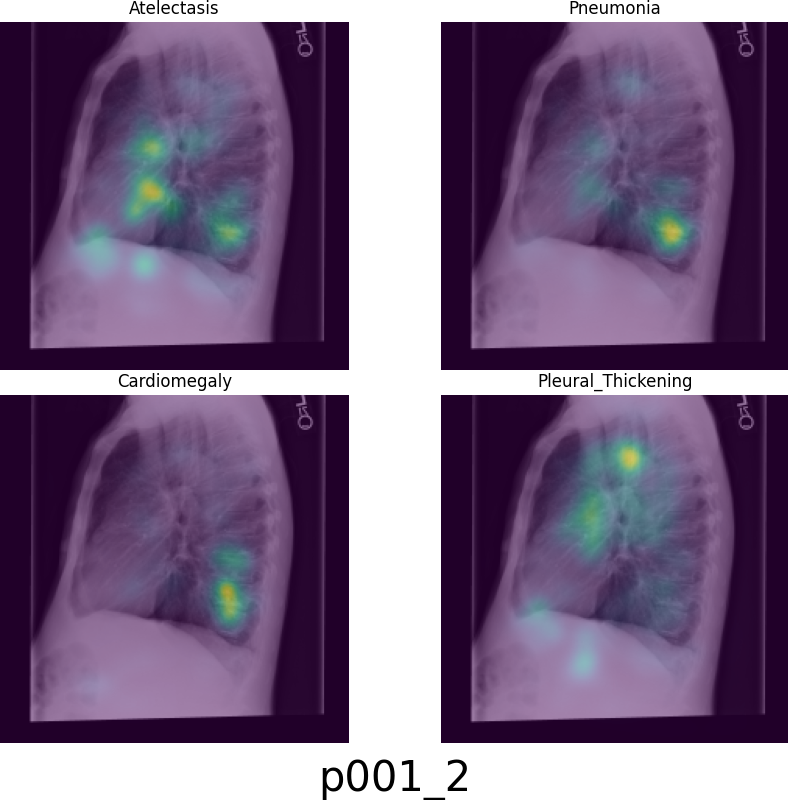 Atelectasis
Pneumonia
Cardiomegaly
Pleural_Thickening
p001_2